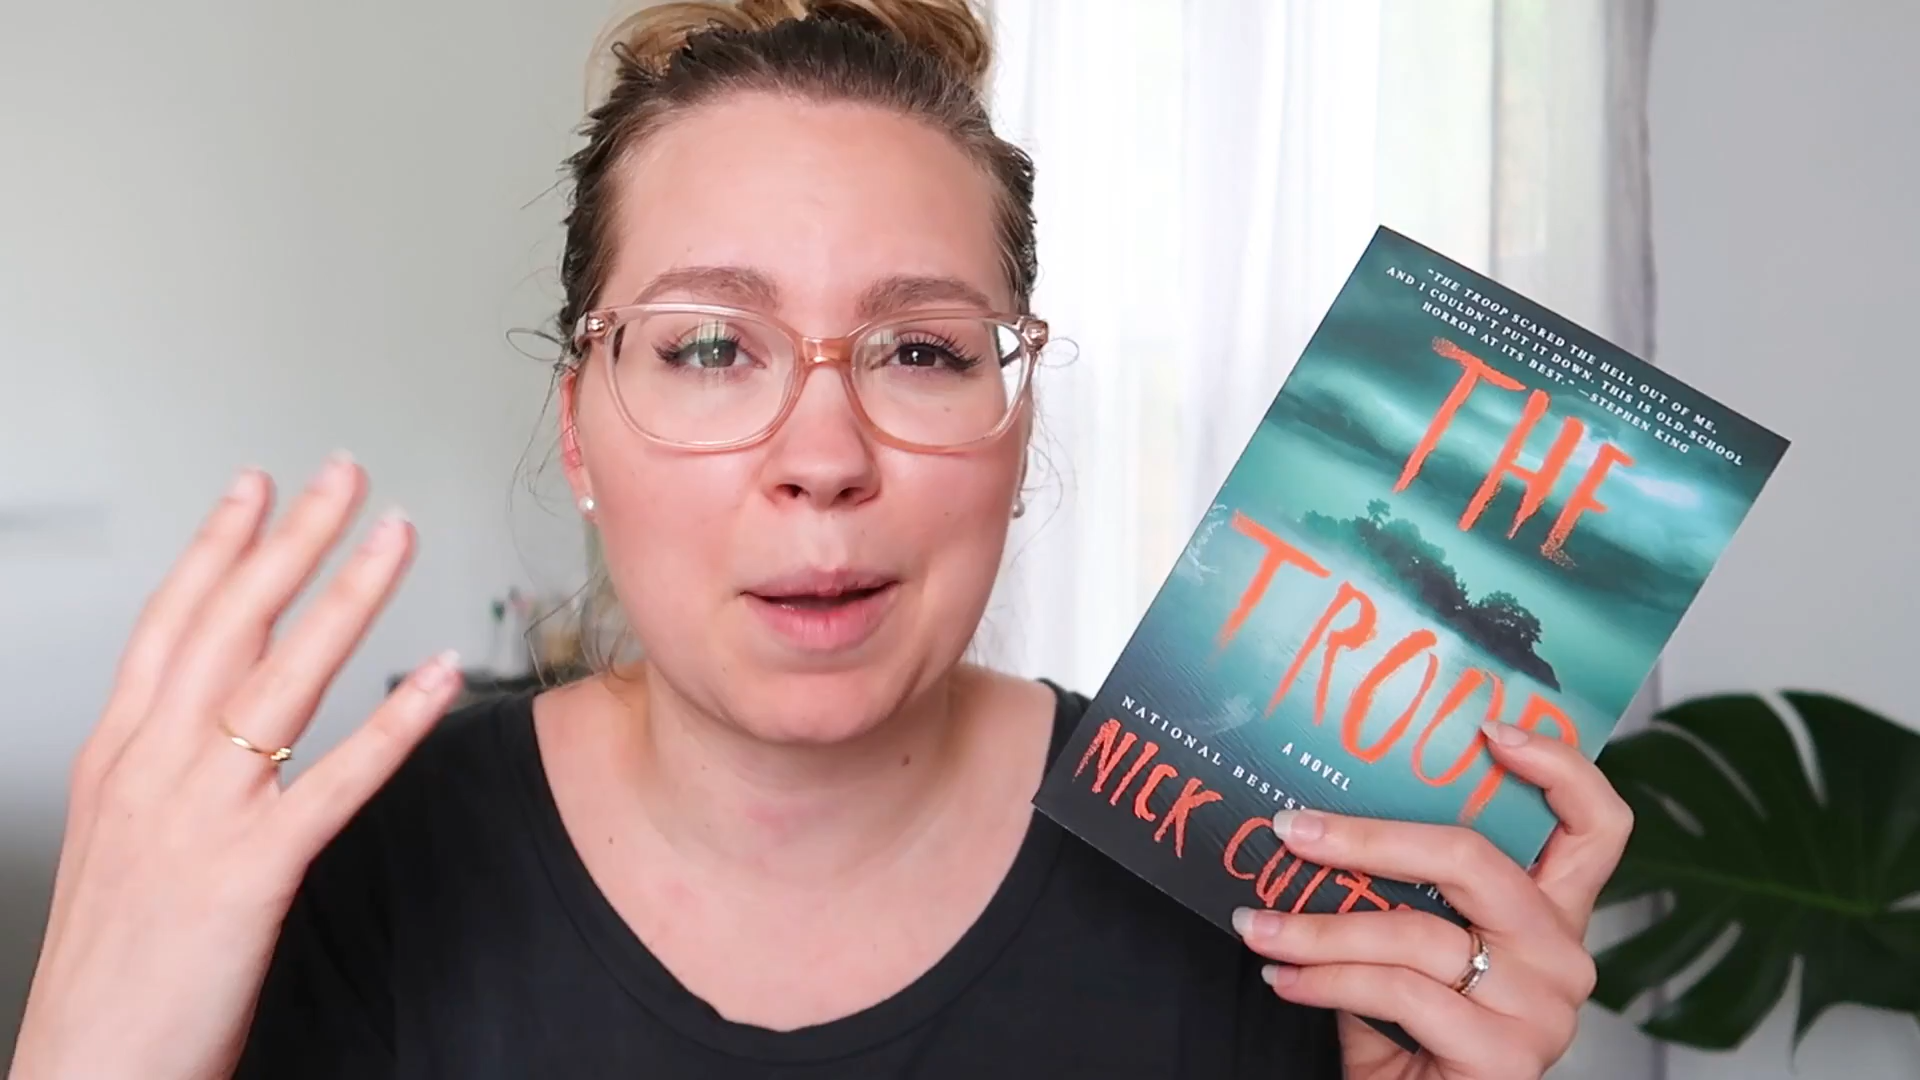 "THE TROOP SCARED THE HELL OUT OF ME,
AND I COULDN'T PUT IT DOWN. THIS IS OLD-SCHOOL
HORROR AT ITS BEST." —STEPHEN KING
THE
TROOP
A NOVEL
NATIONAL
NICK